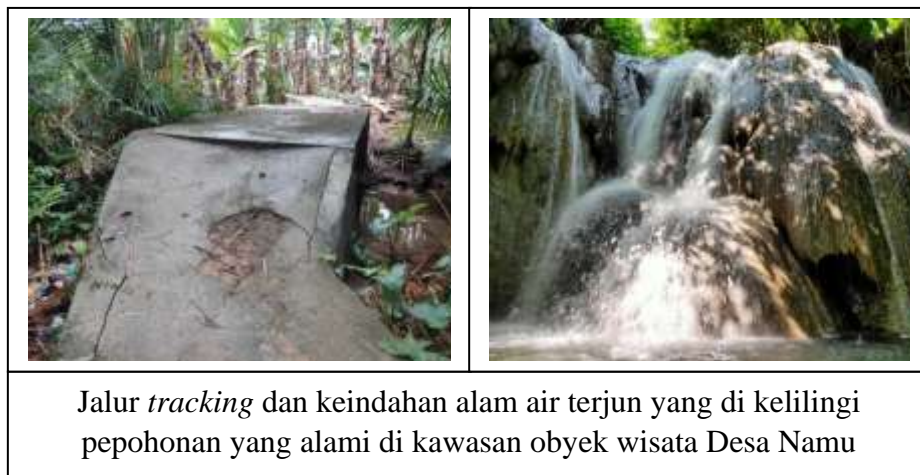 Jalur tracking dan keindahan alam air terjun yang di kelilingi
pepohonan yang alami di kawasan obyek wisata Desa Namu